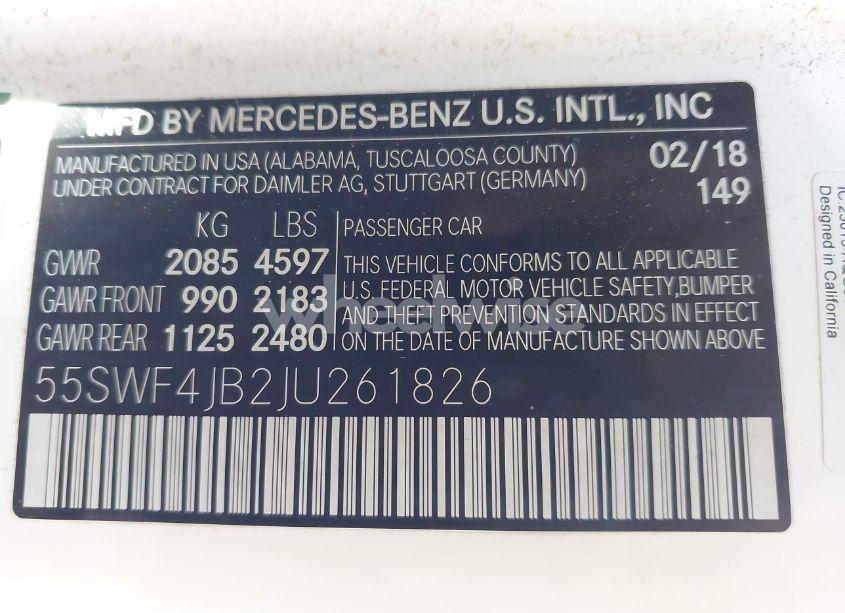 MFD BY MERCEDES-BENZ U.S. INTL., INC
MANUFACTURED IN USA (ALABAMA, TUSCALOOSA COUNTY) 02/18
UNDER CONTRACT FOR DAIMLER AG, STUTTGART (GERMANY) 149
KG LBS PASSENGER CAR
GVWR 2085 4597 THIS VEHICLE CONFORMS TO ALL APPLICABLE
GAWR FRONT 990 2183 U.S. FEDERAL MOTOR VEHICLE SAFETY,BUMPER
AND THEFT PREVENTION STANDARDS IN EFFECT
GAWR REAR 1125 2480 ON THE DATE OF MANUFACTURE SHOWN ABOVE
55SWF4JB2JU261826
wheelwise
Designed in California